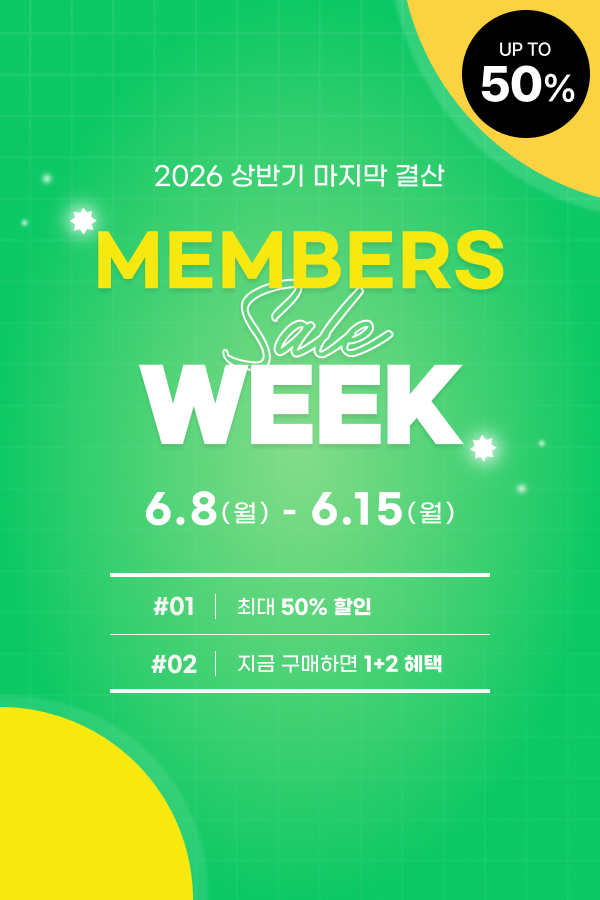 UP TO
50%
2026 상반기 마지막 결산
MEMBERS
Sale
WEEK
6.8(월) - 6.15(월)
#01 최대 50% 할인
#02 지금 구매하면 1+2 혜택